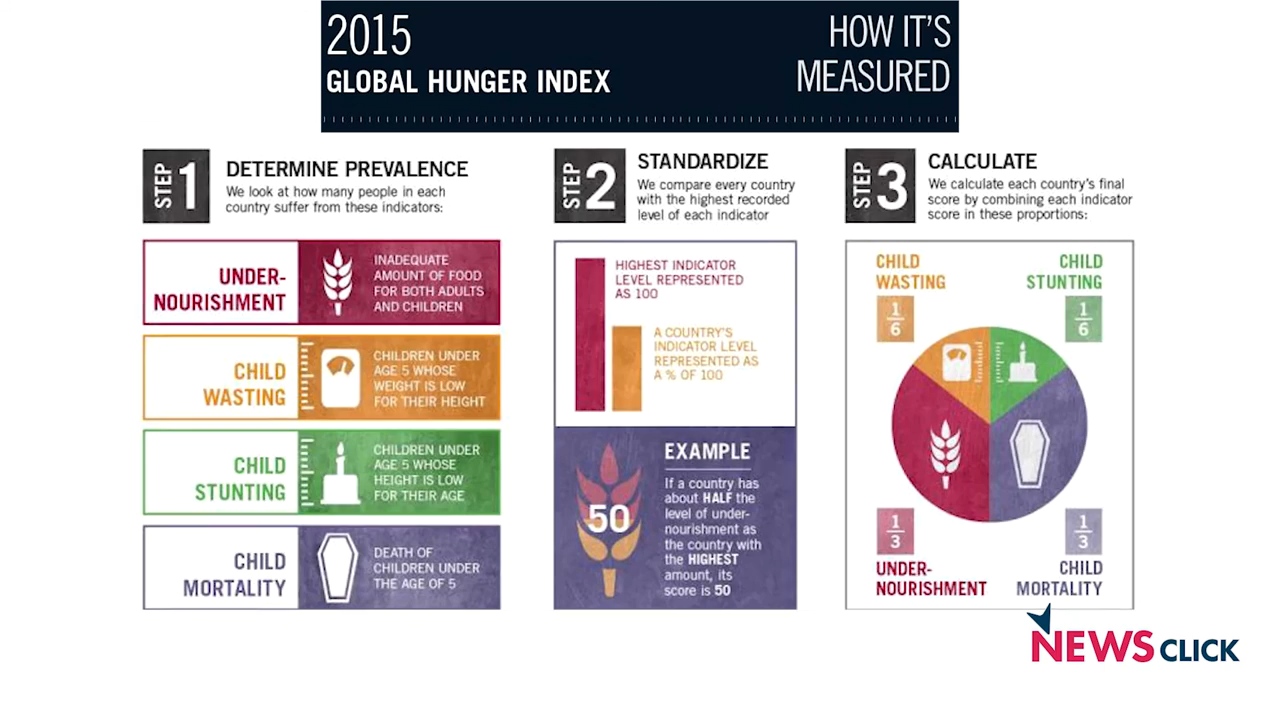 2015
GLOBAL HUNGER INDEX
HOW IT'S
MEASURED
STEP 1
DETERMINE PREVALENCE
We look at how many people in each
country suffer from these indicators:
UNDER-
NOURISHMENT
INADEQUATE
AMOUNT OF FOOD
FOR BOTH ADULTS
AND CHILDREN
CHILD
WASTING
CHILDREN UNDER
AGE 5 WHOSE
WEIGHT IS LOW
FOR THEIR HEIGHT
CHILD
STUNTING
CHILDREN UNDER
AGE 5 WHOSE
HEIGHT IS LOW
FOR THEIR AGE
CHILD
MORTALITY
DEATH OF
CHILDREN UNDER
THE AGE OF 5
STEP 2
STANDARDIZE
We compare every country
with the highest recorded
level of each indicator
HIGHEST INDICATOR
LEVEL REPRESENTED
AS 100
A COUNTRY'S
INDICATOR LEVEL
REPRESENTED AS
A % OF 100
50
EXAMPLE
If a country has
about HALF the
level of under-
nourishment as
the country with
the HIGHEST
amount, its
score is 50
STEP 3
CALCULATE
We calculate each country's final
score by combining each indicator
score in these proportions:
CHILD
WASTING
1
6
CHILD
STUNTING
1
6
1
3
UNDER-
NOURISHMENT
1
3
CHILD
MORTALITY
NEWS CLICK